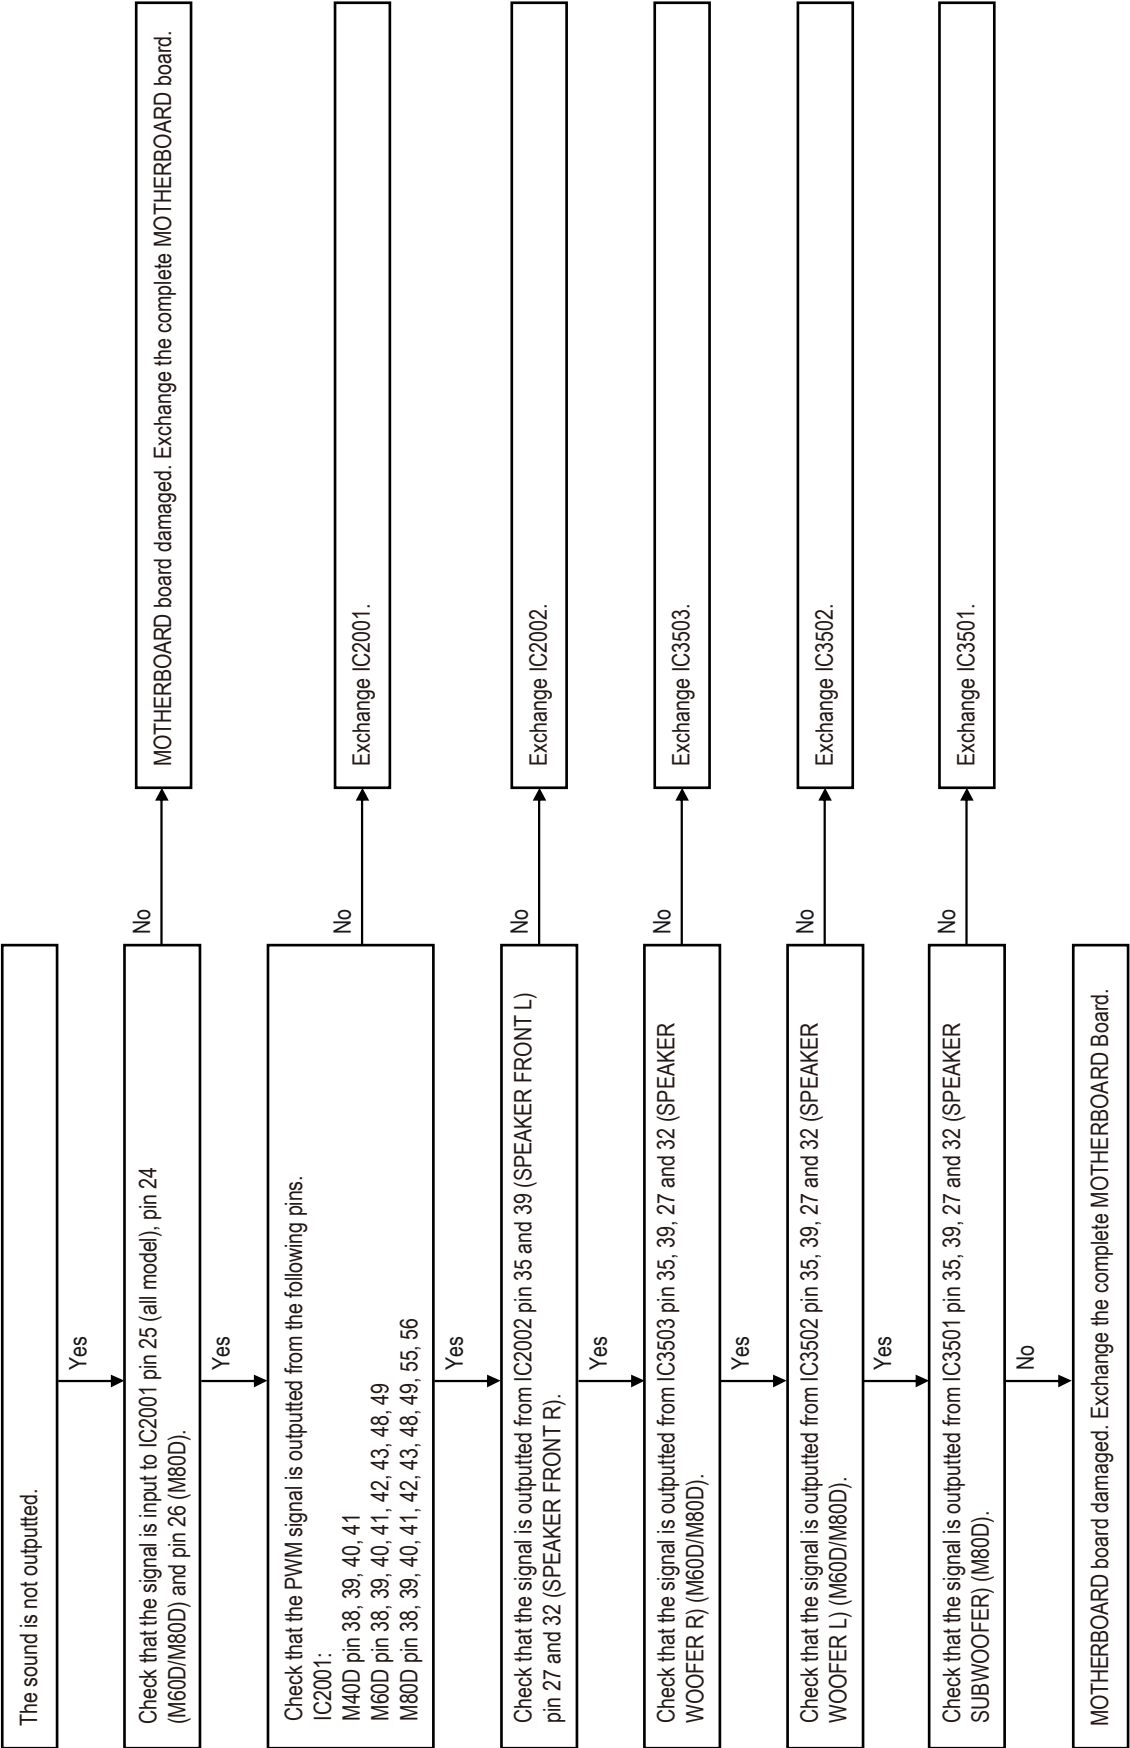 The sound is not outputted.
Yes
Check that the signal is input to IC2001 pin 25 (all model), pin 24
(M60D/M80D) and pin 26 (M80D).
No
MOTHERBOARD board damaged. Exchange the complete MOTHERBOARD board.
Yes
Check that the PWM signal is outputted from the following pins.
IC2001:
M40D pin 38, 39, 40, 41
M60D pin 38, 39, 40, 41, 42, 43, 48, 49
M80D pin 38, 39, 40, 41, 42, 43, 48, 49, 55, 56
No
Exchange IC2001.
Yes
Check that the signal is outputted from IC2002 pin 35 and 39 (SPEAKER FRONT L)
pin 27 and 32 (SPEAKER FRONT R).
No
Exchange IC2002.
Yes
Check that the signal is outputted from IC3503 pin 35, 39, 27 and 32 (SPEAKER
WOOFER R) (M60D/M80D).
No
Exchange IC3503.
Yes
Check that the signal is outputted from IC3502 pin 35, 39, 27 and 32 (SPEAKER
WOOFER L) (M60D/M80D).
No
Exchange IC3502.
Yes
Check that the signal is outputted from IC3501 pin 35, 39, 27 and 32 (SPEAKER
SUBWOOFER) (M80D).
No
Exchange IC3501.
No
MOTHERBOARD board damaged. Exchange the complete MOTHERBOARD Board.